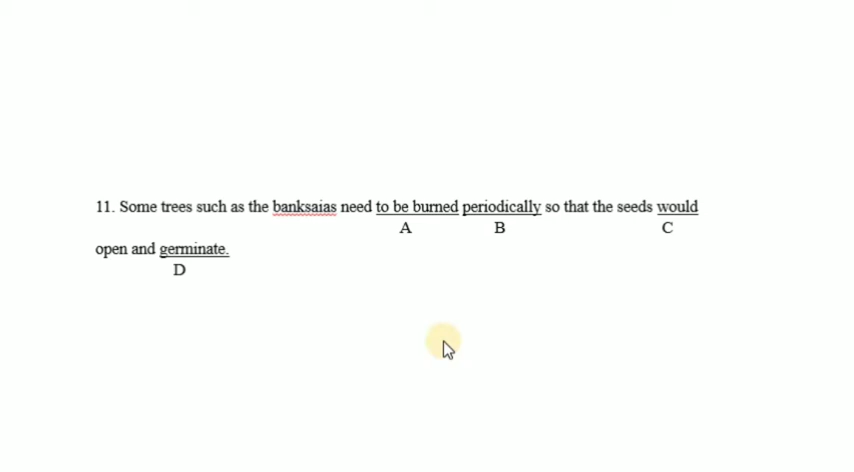 11. Some trees such as the banksaias need to be burned periodically so that the seeds would
A B C
open and germinate.
D